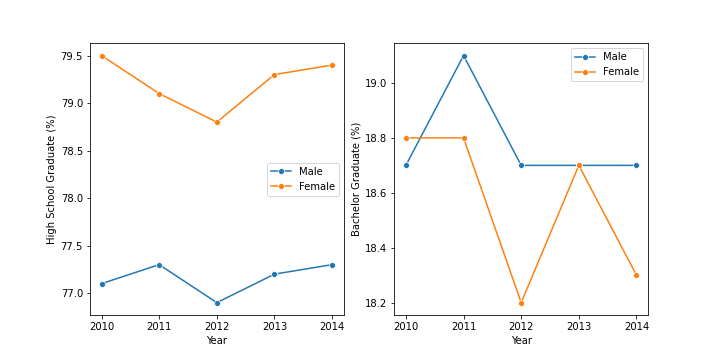 High School Graduate (%)
79.5
79.0
78.5
78.0
77.5
77.0
Male
Female
2010 2011 2012 2013 2014
Year
Bachelor Graduate (%)
19.0
18.8
18.6
18.4
18.2
Male
Female
2010 2011 2012 2013 2014
Year